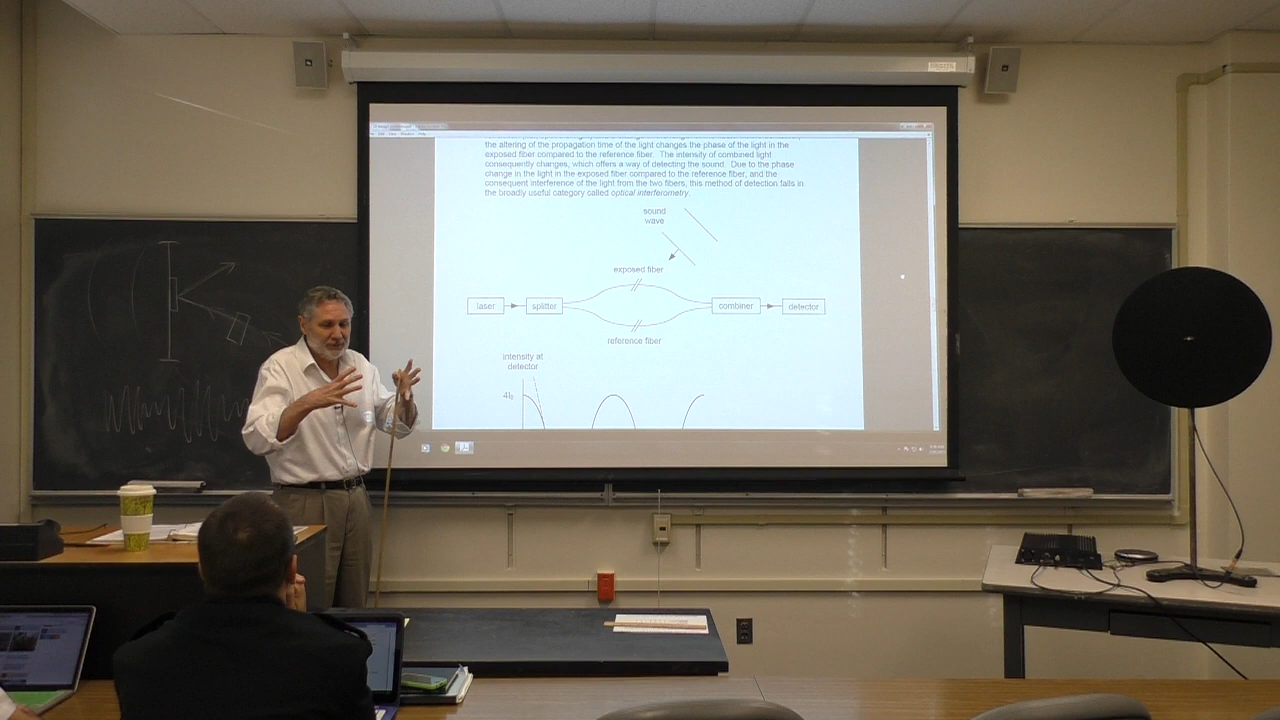 the altering of the propagation time of the light changes the phase of the light in the
exposed fiber compared to the reference fiber. The intensity of combined light
consequently changes, which offers a way of detecting the sound. Due to the phase
change in the light in the exposed fiber compared to the reference fiber, and the
consequent interference of the light from the two fibers, this method of detection falls in
the broadly useful category called optical interferometry.
sound
wave
exposed fiber
laser
splitter
combiner
detector
reference fiber
intensity at
detector
4I₀